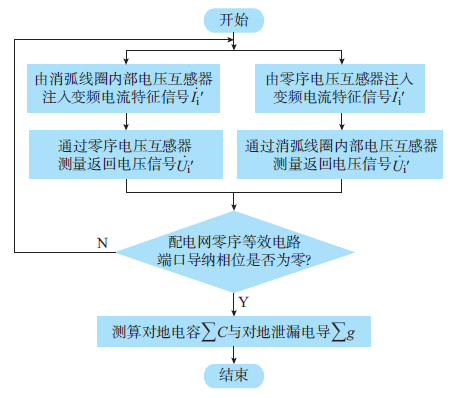 开始
由消弧线圈内部电压互感器
注入变频电流特征信号İᵢ′
由零序电压互感器注入
变频电流特征信号İᵢ′
通过零序电压互感器
测量返回电压信号U̇ᵢ′
通过消弧线圈内部电压互感器
测量返回电压信号U̇ᵢ′
N
配电网零序等效电路
端口导纳相位是否为零?
Y
测算对地电容∑C与对地泄漏电导∑g
结束